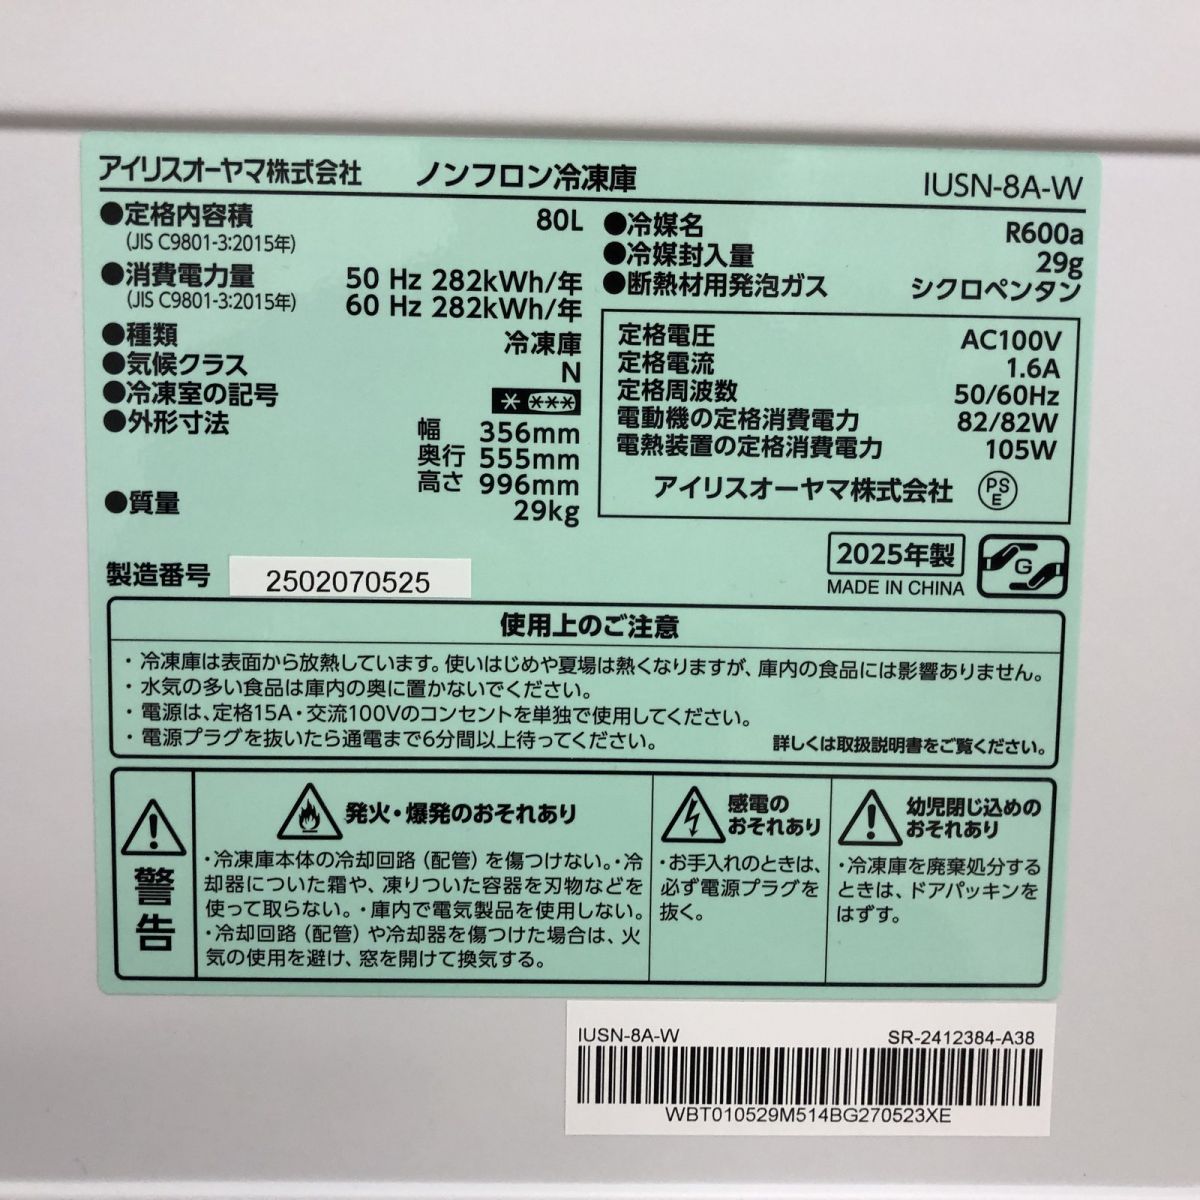 アイリスオーヤマ株式会社 ノンフロン冷凍庫 IUSN-8A-W
●定格内容積 80L
(JIS C9801-3:2015年)
●消費電力量 50 Hz 282kWh/年
(JIS C9801-3:2015年) 60 Hz 282kWh/年
●種類 冷凍庫
●気候クラス N
●冷凍室の記号 * ***
●外形寸法 幅 356mm
奥行 555mm
高さ 996mm
●質量 29kg
●冷媒名 R600a
●冷媒封入量 29g
●断熱材用発泡ガス シクロペンタン
定格電圧 AC100V
定格電流 1.6A
定格周波数 50/60Hz
電動機の定格消費電力 82/82W
電熱装置の定格消費電力 105W
アイリスオーヤマ株式会社 PSE
製造番号 2502070525
2025年製
MADE IN CHINA
G
使用上のご注意
・冷凍庫は表面から放熱しています。使いはじめや夏場は熱くなりますが、庫内の食品には影響ありません。
・水気の多い食品は庫内の奥に置かないでください。
・電源は、定格15A・交流100Vのコンセントを単独で使用してください。
・電源プラグを抜いたら通電まで6分間以上待ってください。 詳しくは取扱説明書をご覧ください。
警告
発火・爆発のおそれあり
・冷凍庫本体の冷却回路（配管）を傷つけない。・冷
却器についた霜や、凍りついた容器を刃物などを
使って取らない。・庫内で電気製品を使用しない。
・冷却回路（配管）や冷却器を傷つけた場合は、火
気の使用を避け、窓を開けて換気する。
感電の
おそれあり
・お手入れのときは、
必ず電源プラグを
抜く。
幼児閉じ込めの
おそれあり
・冷凍庫を廃棄処分する
ときは、ドアパッキンを
はずす。
IUSN-8A-W SR-2412384-A38
WBT010529M514BG270523XE